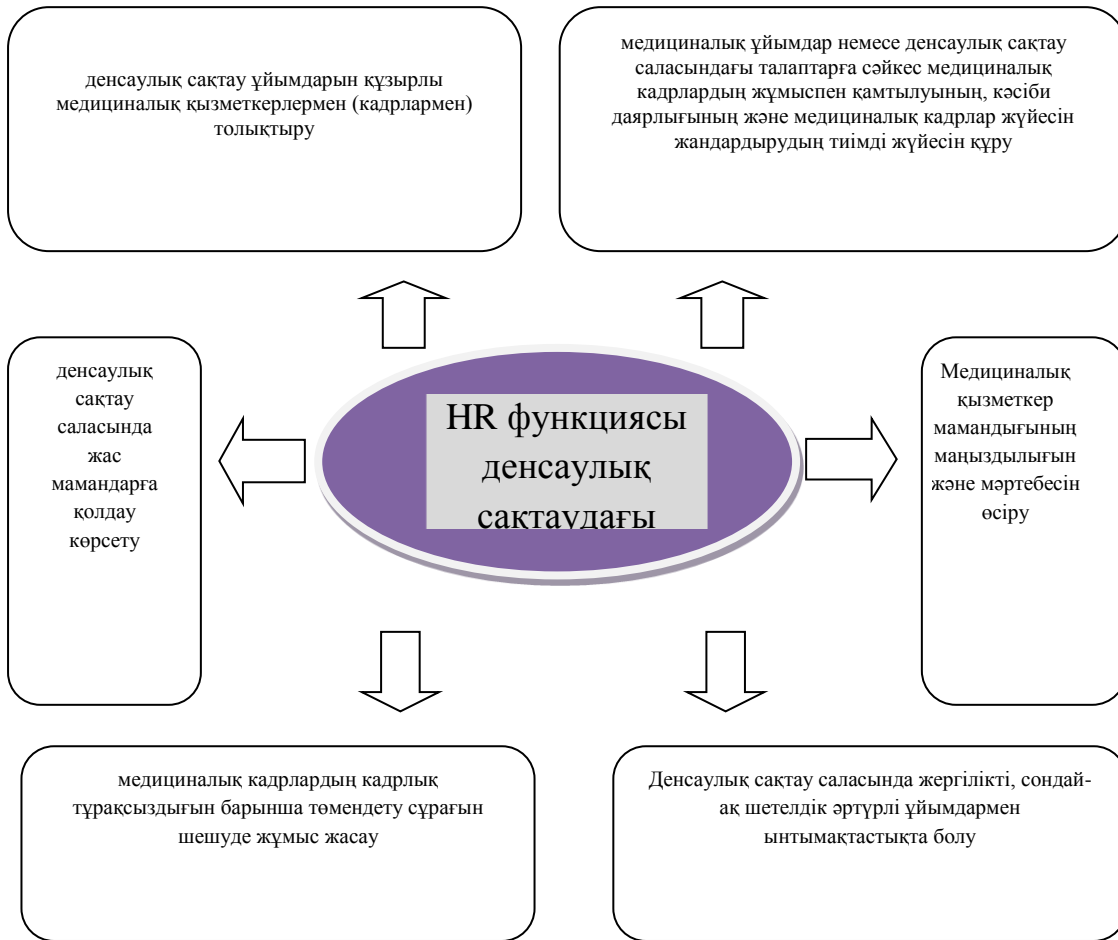 денсаулық сақтау ұйымдарын құзырлы
медициналық қызметкерлермен (кадрлармен)
толықтыру
медициналық ұйымдар немесе денсаулық сақтау
саласындағы талаптарға сәйкес медициналық
кадрлардың жұмыспен қамтылуының, кәсіби
даярлығының және медициналық кадрлар жүйесін
жандардырудың тиімді жүйесін құру
денсаулық
сақтау
саласында
жас
мамандарға
қолдау
көрсету
HR функциясы
денсаулық
сақтаудағы
Медициналық
қызметкер
мамандығының
маңыздылығын
және мәртебесін
өсіру
медициналық кадрлардың кадрлық
тұрақсыздығын барынша төмендету сұрағын
шешуде жұмыс жасау
Денсаулық сақтау саласында жергілікті, сондай-
ақ шетелдік әртүрлі ұйымдармен
ынтымақтастықта болу